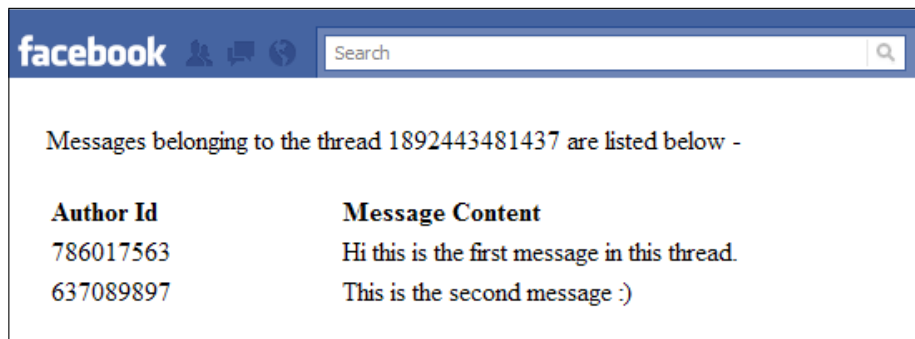 facebook Search
Messages belonging to the thread 1892443481437 are listed below -
Author Id Message Content
786017563 Hi this is the first message in this thread.
637089897 This is the second message :)